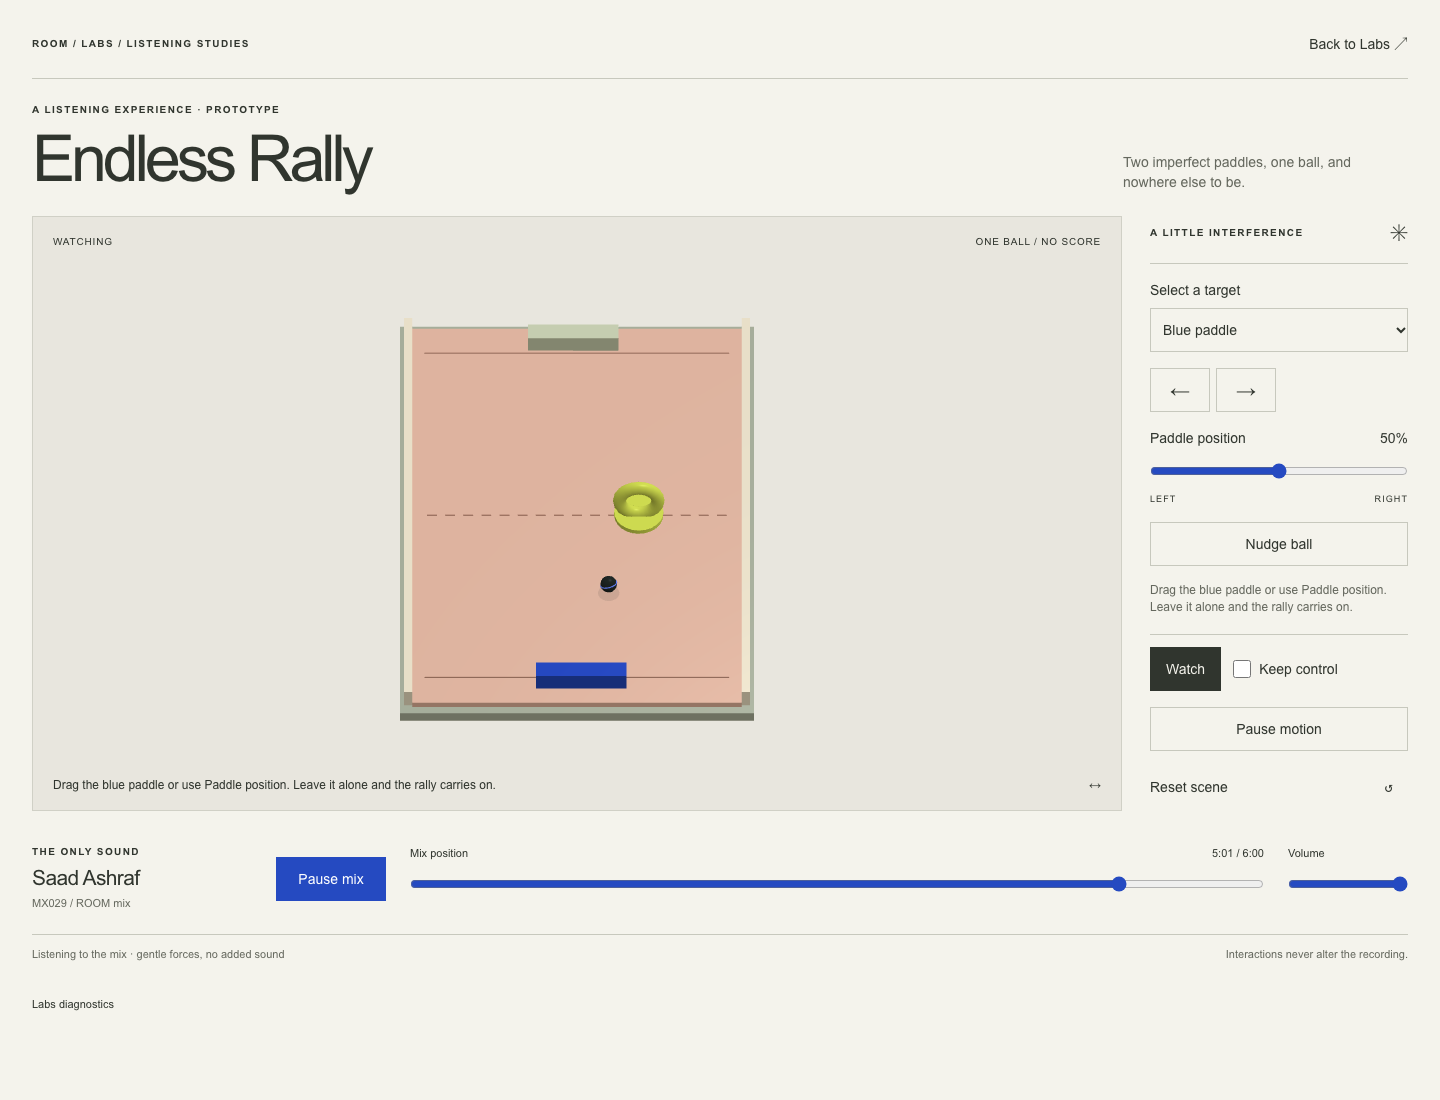 ROOM / LABS / LISTENING STUDIES
Back to Labs ↗
A LISTENING EXPERIENCE · PROTOTYPE
Endless Rally
Two imperfect paddles, one ball, and
nowhere else to be.
WATCHING
ONE BALL / NO SCORE
Drag the blue paddle or use Paddle position. Leave it alone and the rally carries on.
↔
A LITTLE INTERFERENCE
Select a target
Blue paddle
← →
Paddle position 50%
LEFT RIGHT
Nudge ball
Drag the blue paddle or use Paddle position.
Leave it alone and the rally carries on.
Watch
Keep control
Pause motion
Reset scene ↺
THE ONLY SOUND
Saad Ashraf
MX029 / ROOM mix
Pause mix
Mix position 5:01 / 6:00
Volume
Listening to the mix · gentle forces, no added sound
Interactions never alter the recording.
Labs diagnostics